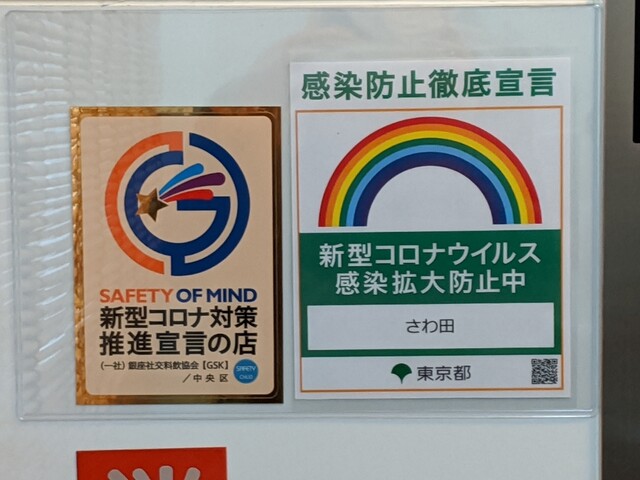 SAFETY OF MIND
新型コロナ対策
推進宣言の店
(一社)銀座社交料飲協会【GSK】
/中央区
SAFETY
感染防止徹底宣言
新型コロナウイルス
感染拡大防止中
さわ田
東京都